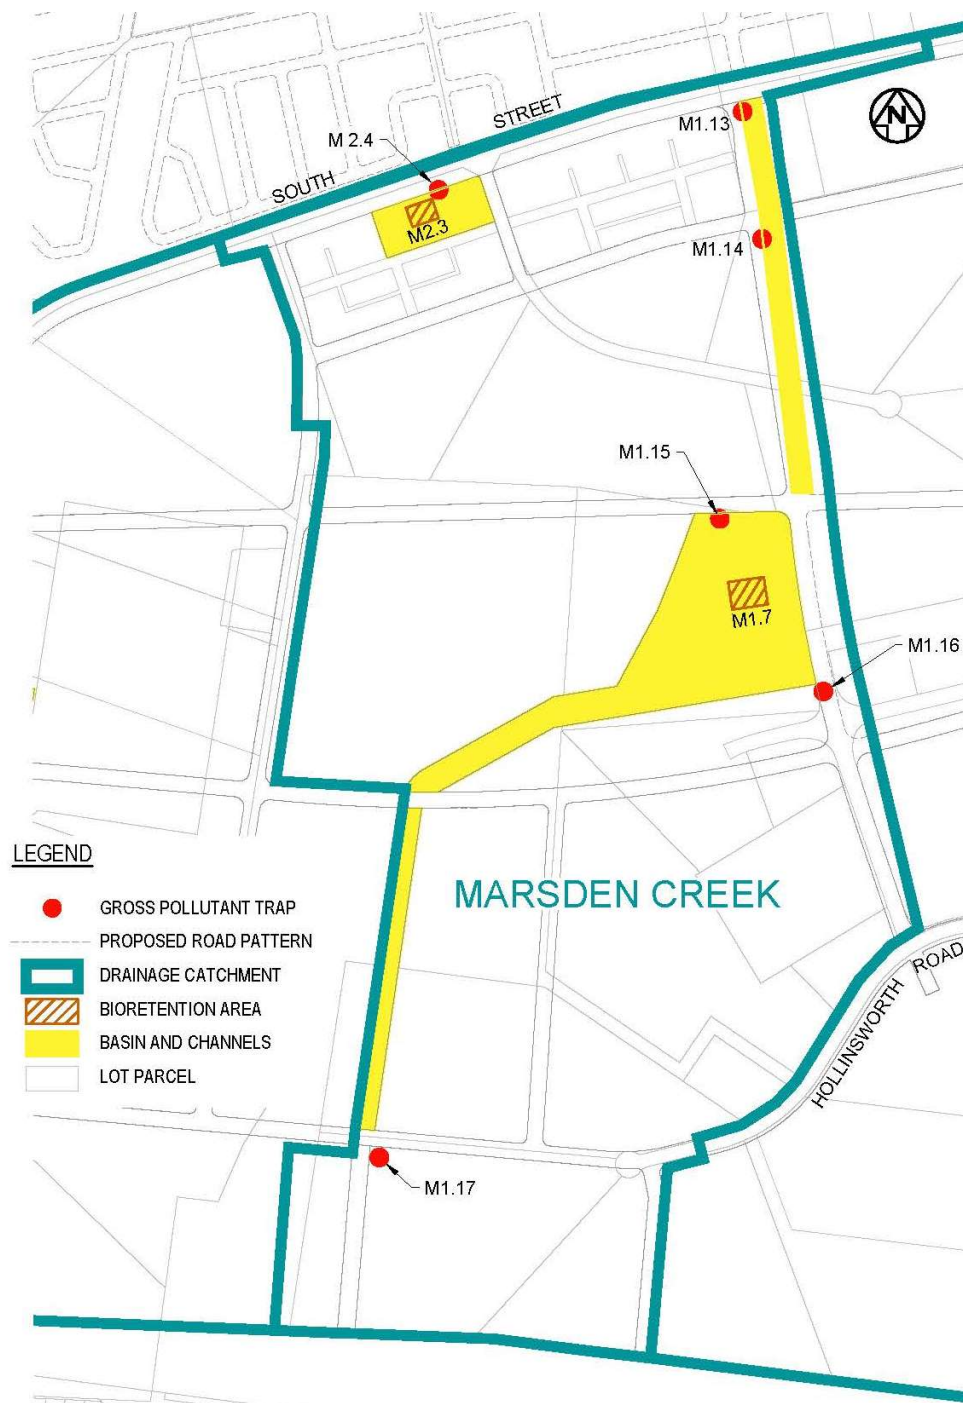 N
M1.13
SOUTH STREET
M 2.4
M2.3
M1.14
M1.15
M1.7
M1.16
LEGEND
GROSS POLLUTANT TRAP
PROPOSED ROAD PATTERN
DRAINAGE CATCHMENT
BIORETENTION AREA
BASIN AND CHANNELS
LOT PARCEL
MARSDEN CREEK
HOLLINSWORTH ROAD
M1.17